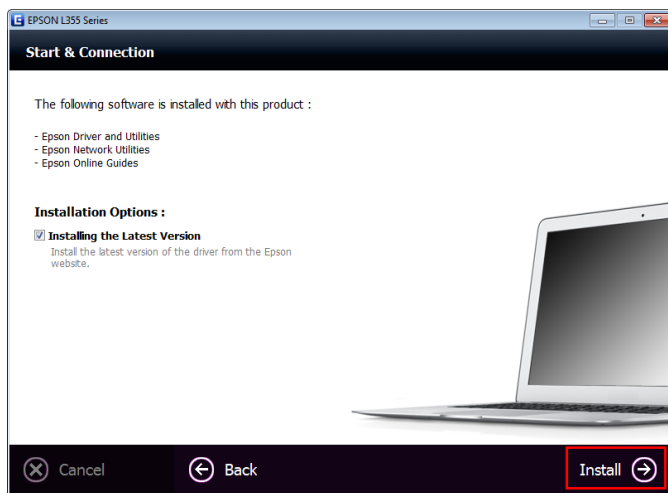 EPSON L355 Series
Start & Connection
The following software is installed with this product :
- Epson Driver and Utilities
- Epson Network Utilities
- Epson Online Guides
Installation Options :
Installing the Latest Version
Install the latest version of the driver from the Epson
website.
Cancel
Back
Install